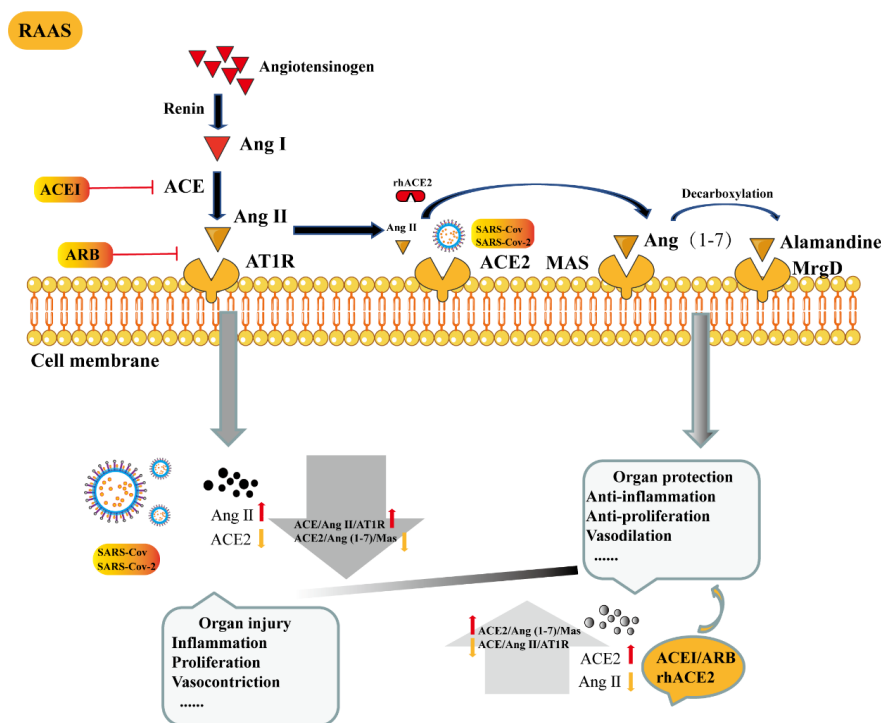 RAAS
Angiotensinogen
Renin
Ang I
ACEI
ACE
Ang II
ARB
AT1R
rhACE2
Ang II
SARS-Cov
SARS-Cov-2
ACE2
MAS
Decarboxylation
Ang （1-7）
Alamandine
MrgD
Cell membrane
Ang II
ACE2
ACE/Ang II/AT1R
ACE2/Ang (1-7)/Mas
SARS-Cov
SARS-Cov-2
Organ protection
Anti-inflammation
Anti-proliferation
Vasodilation
......
Organ injury
Inflammation
Proliferation
Vasocontriction
......
ACE2/Ang (1-7)/Mas
ACE/Ang II/AT1R
ACE2
Ang II
ACEI/ARB
rhACE2